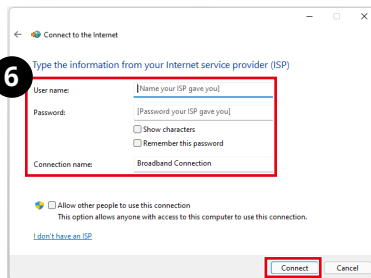 Connect to the Internet
Type the information from your Internet service provider (ISP)
6
User name: [Name your ISP gave you]
Password: [Password your ISP gave you]
Show characters
Remember this password
Connection name: Broadband Connection
Allow other people to use this connection
This option allows anyone with access to this computer to use this connection.
I don't have an ISP
Connect Cancel